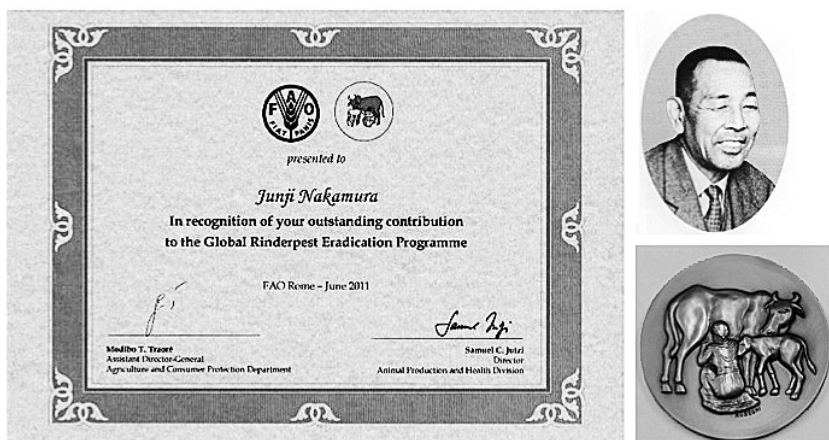 F A O
FIAT PANIS
presented to
Junji Nakamura
In recognition of your outstanding contribution
to the Global Rinderpest Eradication Programme
FAO Rome – June 2011
Modibo T. Traoré
Assistant Director-General
Agriculture and Consumer Protection Department
Samuel C. Jutzi
Director
Animal Production and Health Division